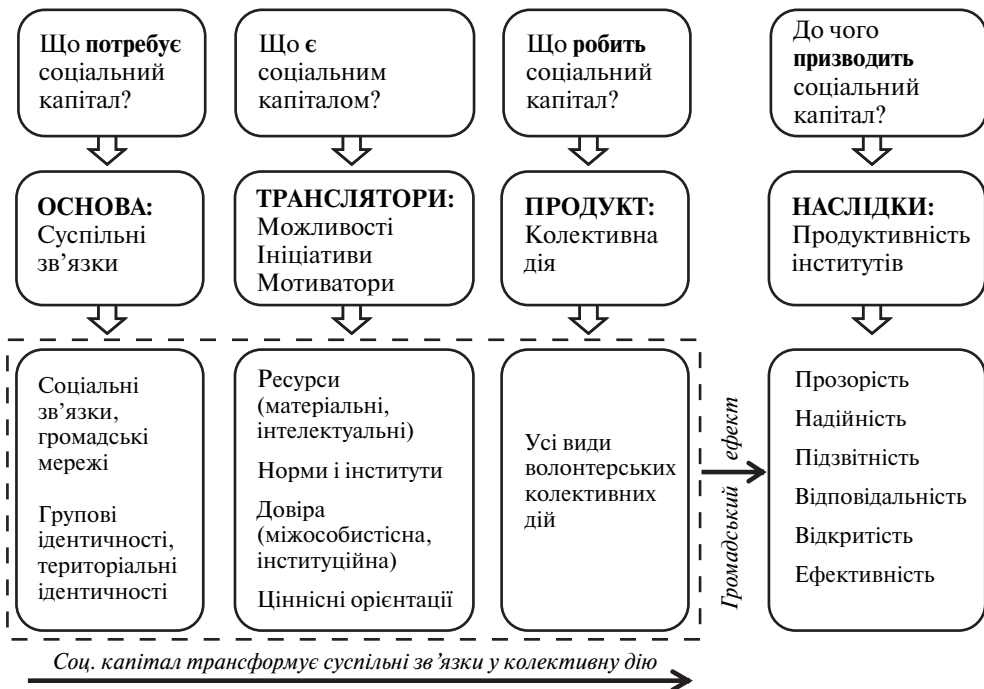 Що потребує
соціальний
капітал?
Що є
соціальним
капіталом?
Що робить
соціальний
капітал?
До чого
призводить
соціальний
капітал?
ОСНОВА:
Суспільні
зв’язки
ТРАНСЛЯТОРИ:
Можливості
Ініціативи
Мотиватори
ПРОДУКТ:
Колективна
дія
НАСЛІДКИ:
Продуктивність
інститутів
Соціальні
зв’язки,
громадські
мережі
Групові
ідентичності,
територіальні
ідентичності
Ресурси
(матеріальні,
інтелектуальні)
Норми і інститути
Довіра
(міжособистісна,
інституційна)
Ціннісні орієнтації
Усі види
волонтерських
колективних
дій
Громадський ефект
Прозорість
Надійність
Підзвітність
Відповідальність
Відкритість
Ефективність
Соц. капітал трансформує суспільні зв’язки у колективну дію